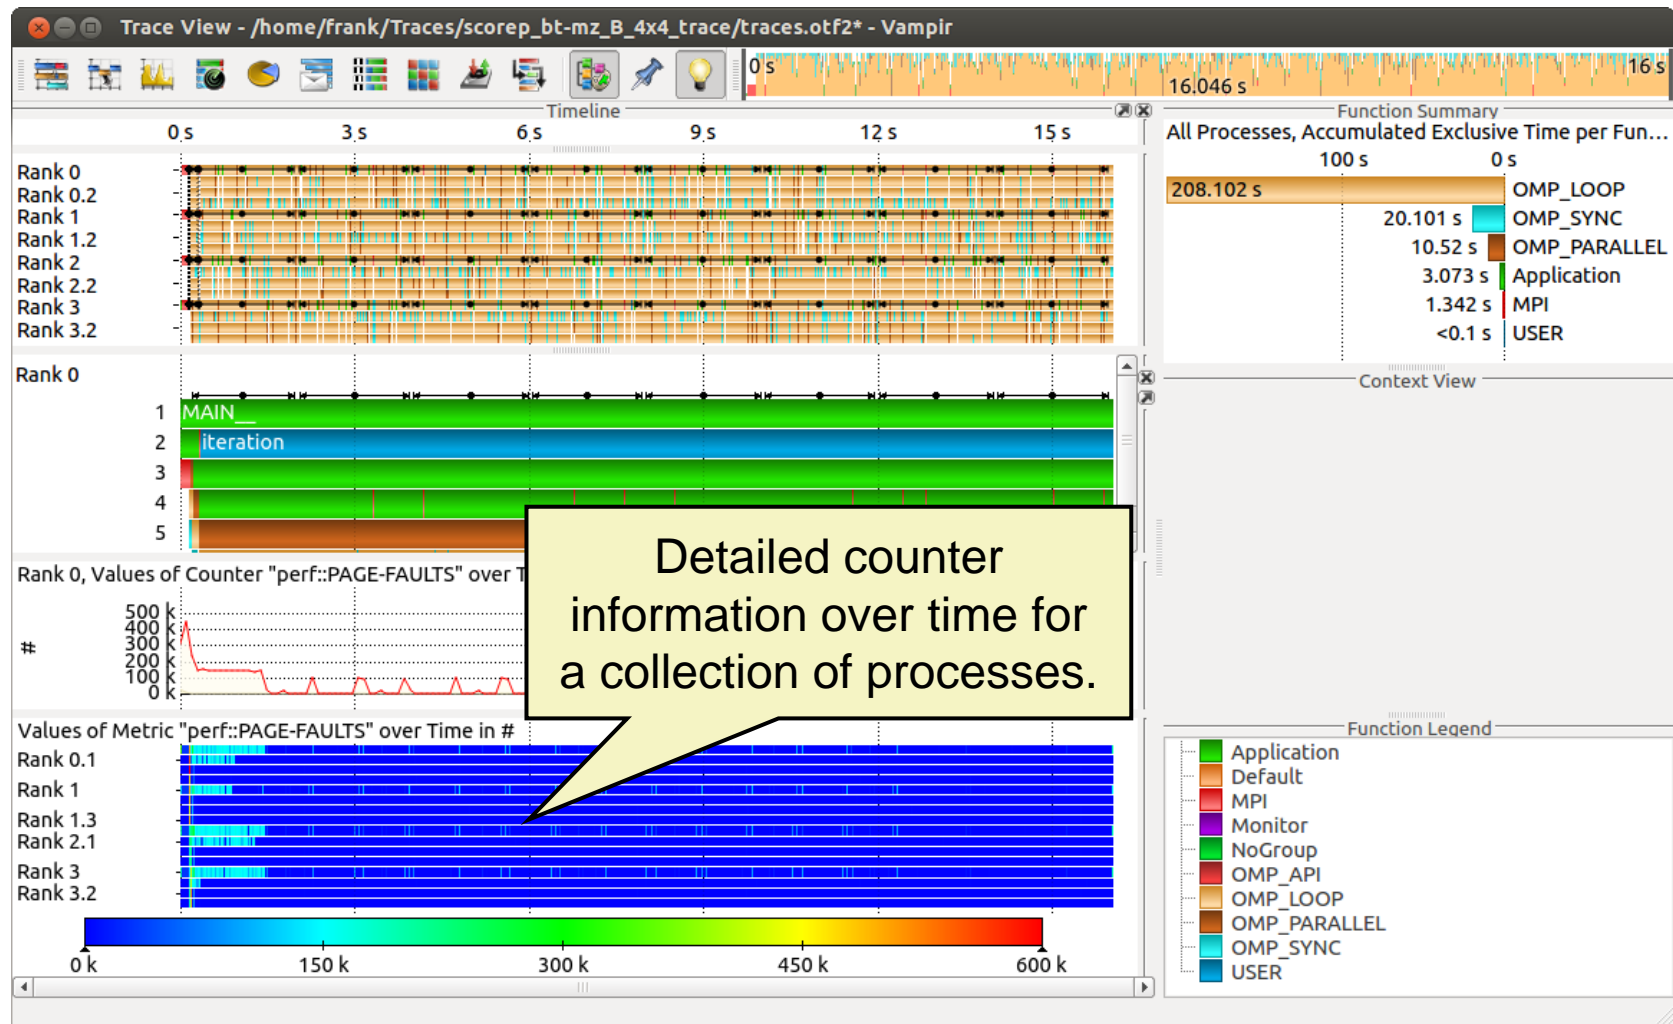 Trace View - /home/frank/Traces/scorep_bt-mz_B_4x4_trace/traces.otf2* - Vampir
0 s
16 s
16.046 s
Timeline
0 s 3 s 6 s 9 s 12 s 15 s
Rank 0
Rank 0.2
Rank 1
Rank 1.2
Rank 2
Rank 2.2
Rank 3
Rank 3.2
Rank 0
1 MAIN__
2 iteration
3
4
5
Rank 0, Values of Counter "perf::PAGE-FAULTS" over T
500 k
400 k
300 k
200 k
100 k
0 k
#
Detailed counter
information over time for
a collection of processes.
Values of Metric "perf::PAGE-FAULTS" over Time in #
Rank 0.1
Rank 1
Rank 1.3
Rank 2.1
Rank 3
Rank 3.2
0 k 150 k 300 k 450 k 600 k
Function Summary
All Processes, Accumulated Exclusive Time per Fun...
100 s 0 s
208.102 s OMP_LOOP
20.101 s OMP_SYNC
10.52 s OMP_PARALLEL
3.073 s Application
1.342 s MPI
<0.1 s USER
Context View
Function Legend
Application
Default
MPI
Monitor
NoGroup
OMP_API
OMP_LOOP
OMP_PARALLEL
OMP_SYNC
USER